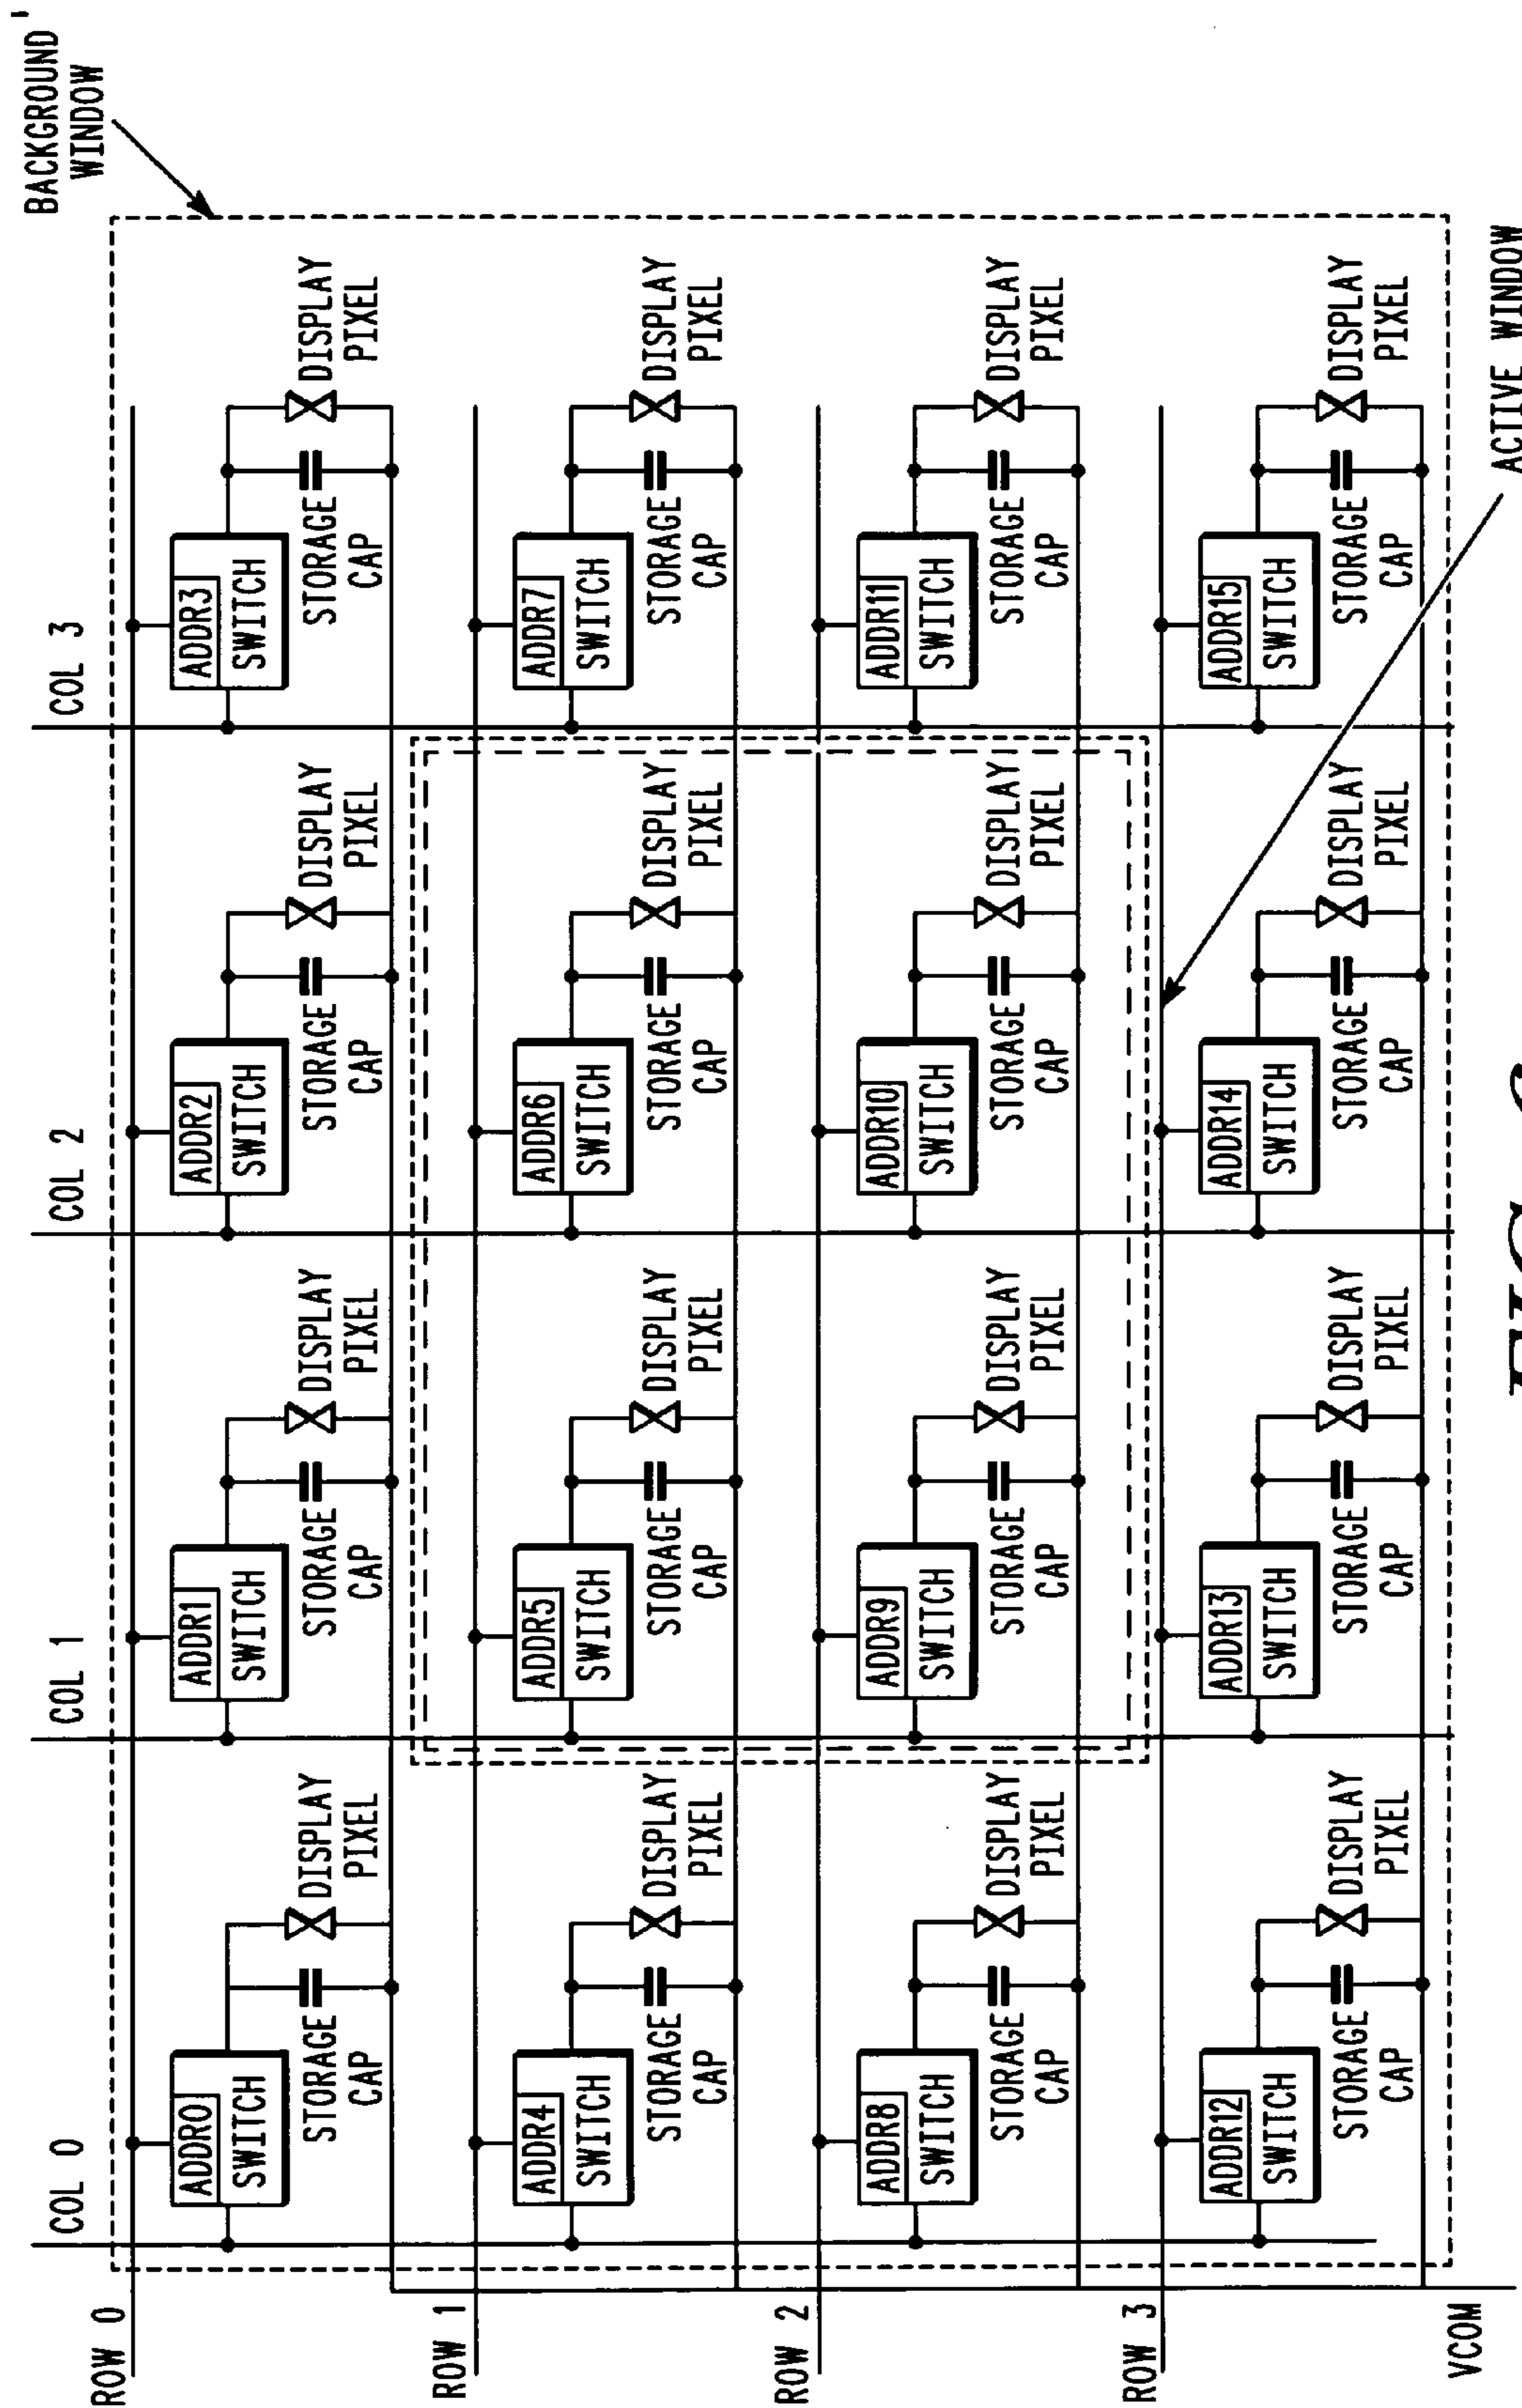 BACKGROUND
WINDOW
COL 0
COL 1
COL 2
COL 3
ROW 0
ADDR0
SWITCH
STORAGE
CAP
DISPLAY
PIXEL
ADDR1
SWITCH
STORAGE
CAP
DISPLAY
PIXEL
ADDR2
SWITCH
STORAGE
CAP
DISPLAY
PIXEL
ADDR3
SWITCH
STORAGE
CAP
DISPLAY
PIXEL
ROW 1
ADDR4
SWITCH
STORAGE
CAP
DISPLAY
PIXEL
ADDR5
SWITCH
STORAGE
CAP
DISPLAY
PIXEL
ADDR6
SWITCH
STORAGE
CAP
DISPLAY
PIXEL
ADDR7
SWITCH
STORAGE
CAP
DISPLAY
PIXEL
ROW 2
ADDR8
SWITCH
STORAGE
CAP
DISPLAY
PIXEL
ADDR9
SWITCH
STORAGE
CAP
DISPLAY
PIXEL
ADDR10
SWITCH
STORAGE
CAP
DISPLAY
PIXEL
ADDR11
SWITCH
STORAGE
CAP
DISPLAY
PIXEL
ROW 3
ADDR12
SWITCH
STORAGE
CAP
DISPLAY
PIXEL
ADDR13
SWITCH
STORAGE
CAP
DISPLAY
PIXEL
ADDR14
SWITCH
STORAGE
CAP
DISPLAY
PIXEL
ADDR15
SWITCH
STORAGE
CAP
DISPLAY
PIXEL
VCOM
ACTIVE WINDOW